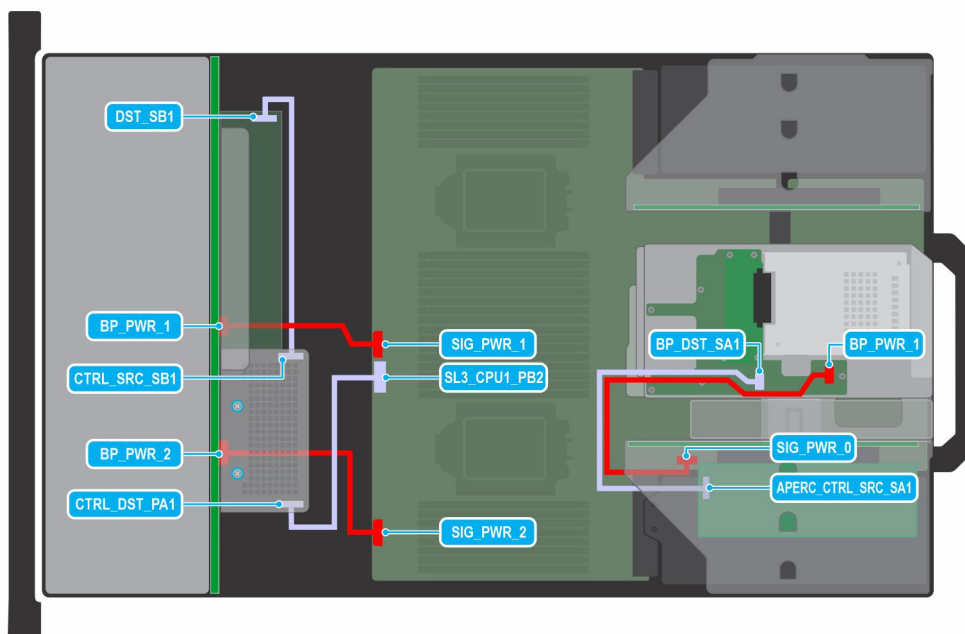 DST_SB1
BP_PWR_1
CTRL_SRC_SB1
BP_PWR_2
CTRL_DST_PA1
SIG_PWR_1
SL3_CPU1_PB2
SIG_PWR_2
BP_DST_SA1
BP_PWR_1
SIG_PWR_0
APERC_CTRL_SRC_SA1